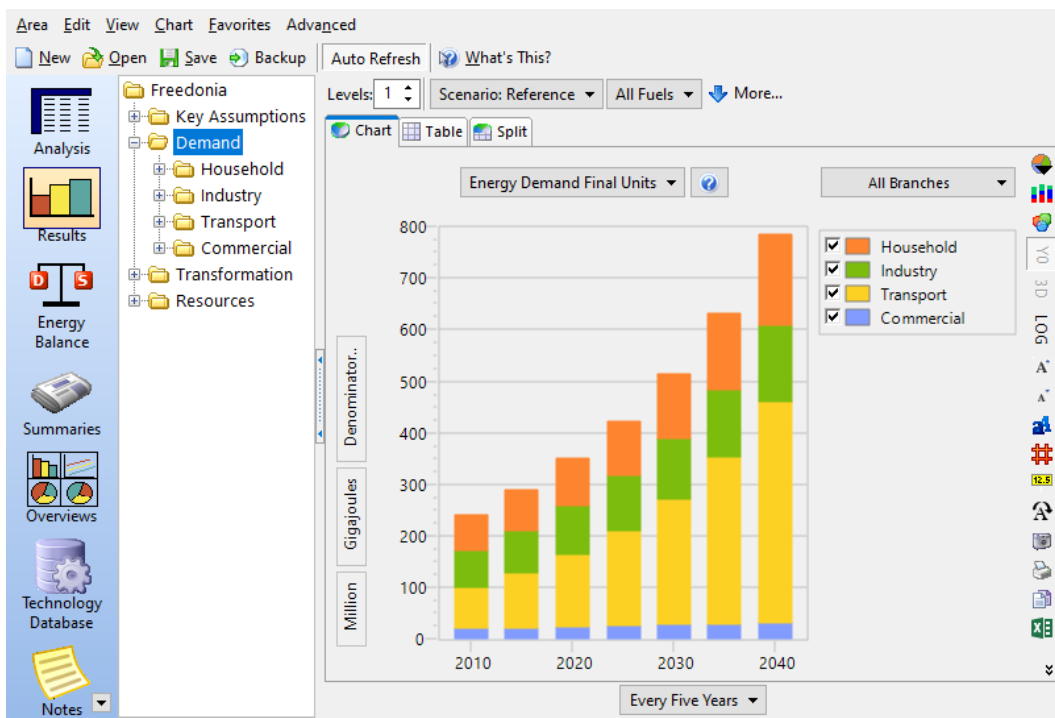 Area Edit View Chart Favorites Advanced
New Open Save Backup Auto Refresh What's This?
Analysis
Results
D S
Energy
Balance
Summaries
Overviews
Technology
Database
Notes
Freedonia
Key Assumptions
Demand
Household
Industry
Transport
Commercial
Transformation
Resources
Levels: 1 Scenario: Reference All Fuels More...
Chart Table Split
Energy Demand Final Units ? All Branches
Denominator..
Gigajoules
Million
800
700
600
500
400
300
200
100
0
2010 2020 2030 2040
Household
Industry
Transport
Commercial
Every Five Years
Y0
3D
LOG
A
A
a4
12.5
A
X